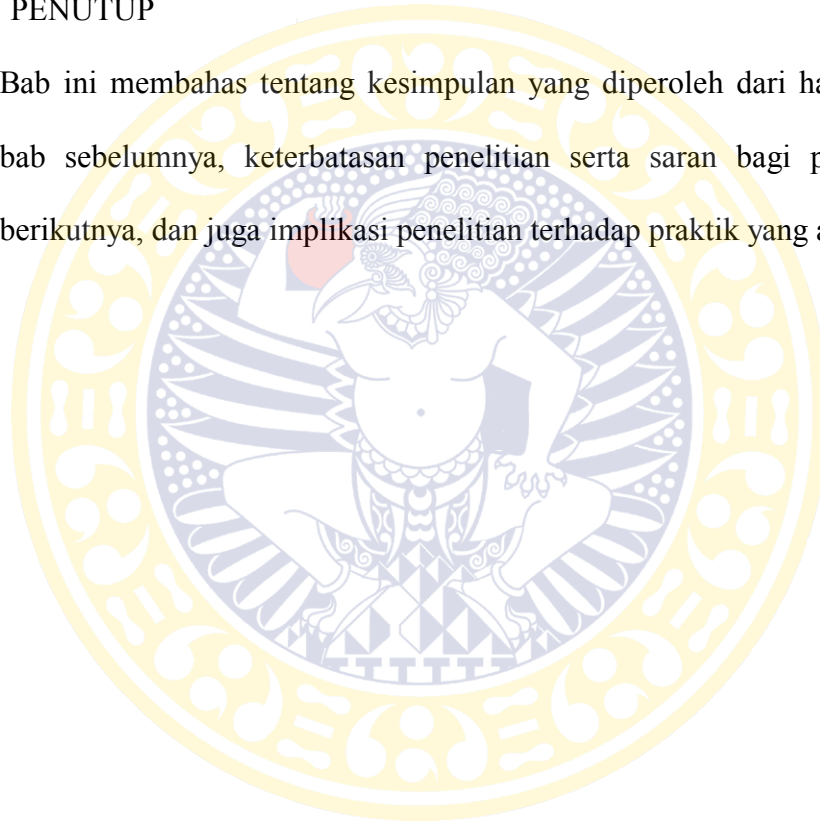 PENUTUP
Bab ini membahas tentang kesimpulan yang diperoleh dari
bab sebelumnya, keterbatasan penelitian serta saran bagi
berikutnya, dan juga implikasi penelitian terhadap praktik yang